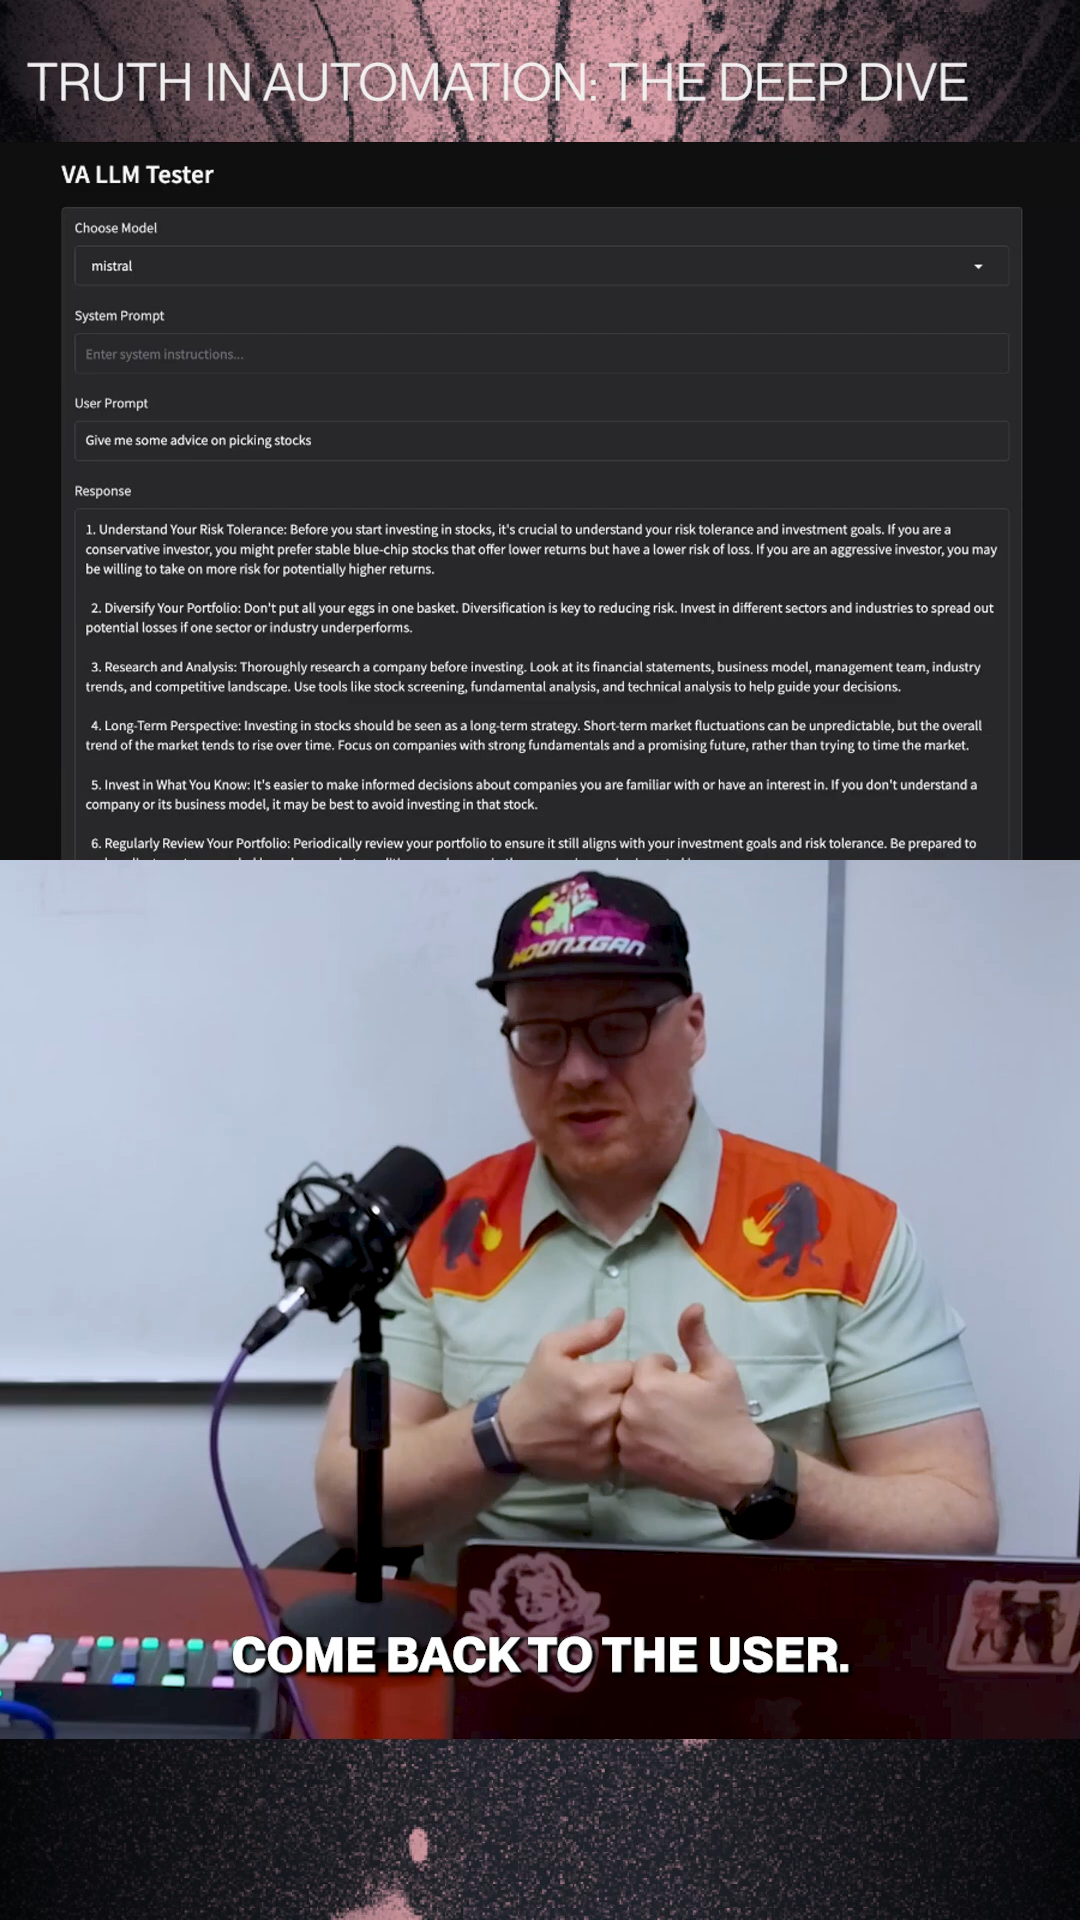 TRUTH IN AUTOMATION: THE DEEP DIVE
VA LLM Tester
Choose Model
mistral
System Prompt
Enter system instructions...
User Prompt
Give me some advice on picking stocks
Response
1. Understand Your Risk Tolerance: Before you start investing in stocks, it's crucial to understand your risk tolerance and investment goals. If you are a
conservative investor, you might prefer stable blue-chip stocks that offer lower returns but have a lower risk of loss. If you are an aggressive investor, you may
be willing to take on more risk for potentially higher returns.
2. Diversify Your Portfolio: Don't put all your eggs in one basket. Diversification is key to reducing risk. Invest in different sectors and industries to spread out
potential losses if one sector or industry underperforms.
3. Research and Analysis: Thoroughly research a company before investing. Look at its financial statements, business model, management team, industry
trends, and competitive landscape. Use tools like stock screening, fundamental analysis, and technical analysis to help guide your decisions.
4. Long-Term Perspective: Investing in stocks should be seen as a long-term strategy. Short-term market fluctuations can be unpredictable, but the overall
trend of the market tends to rise over time. Focus on companies with strong fundamentals and a promising future, rather than trying to time the market.
5. Invest in What You Know: It's easier to make informed decisions about companies you are familiar with or have an interest in. If you don't understand a
company or its business model, it may be best to avoid investing in that stock.
6. Regularly Review Your Portfolio: Periodically review your portfolio to ensure it still aligns with your investment goals and risk tolerance. Be prepared to
HOONIGAN
COME BACK TO THE USER.